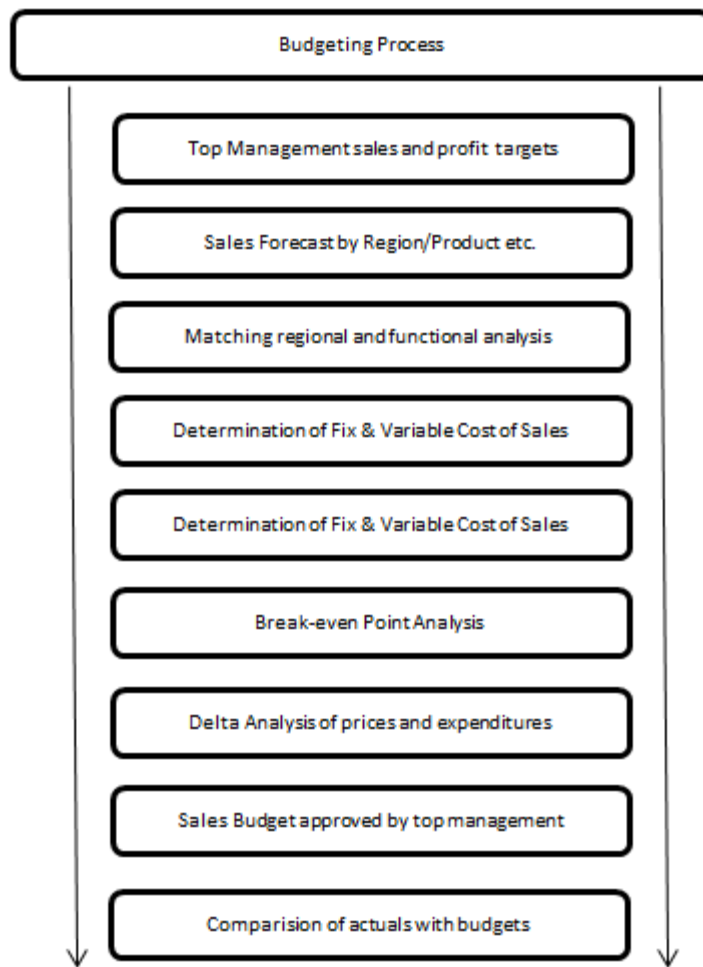 Budgeting Process
Top Management sales and profit targets
Sales Forecast by Region/Product etc.
Matching regional and functional analysis
Determination of Fix & Variable Cost of Sales
Determination of Fix & Variable Cost of Sales
Break-even Point Analysis
Delta Analysis of prices and expenditures
Sales Budget approved by top management
Comparision of actuals with budgets